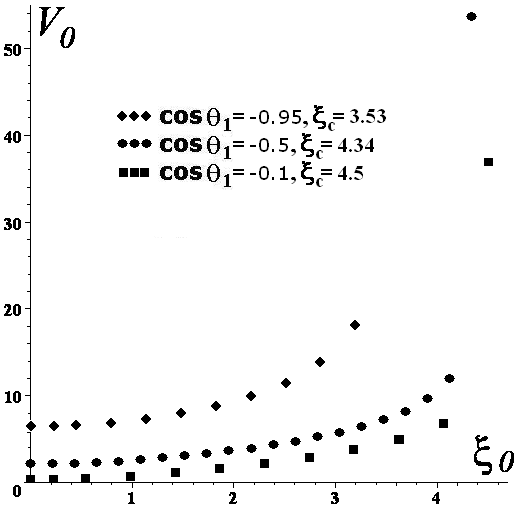 V0
50
40
30
20
10
0
cos θ1= -0.95, ξc= 3.53
cos θ1= -0.5, ξc= 4.34
cos θ1= -0.1, ξc= 4.5
1 2 3 4
ξ0